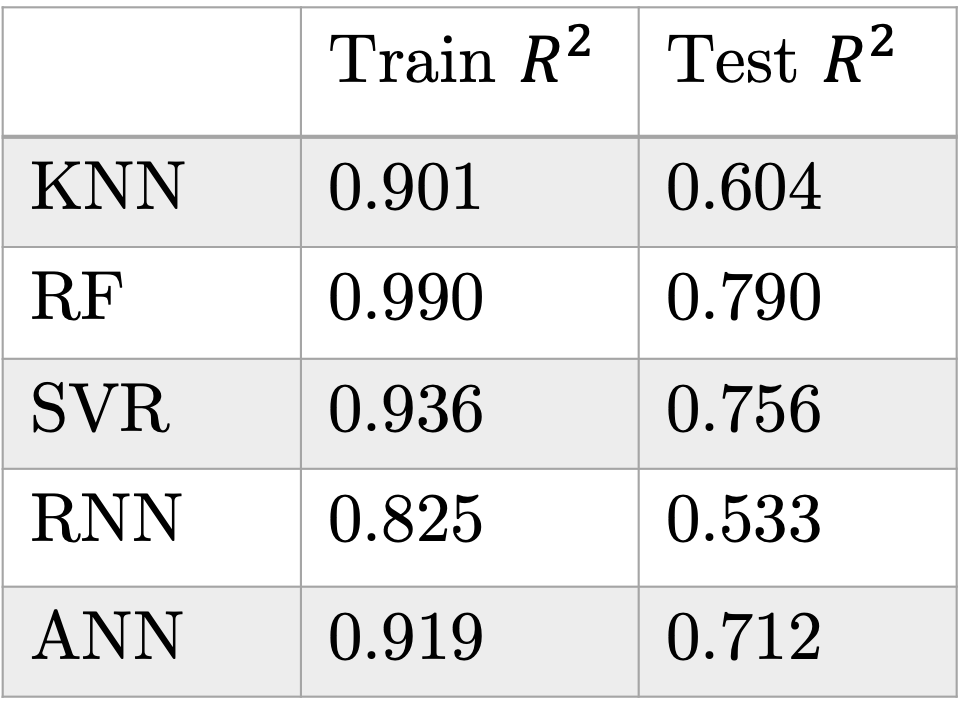 Train R² Test R²
KNN 0.901 0.604
RF 0.990 0.790
SVR 0.936 0.756
RNN 0.825 0.533
ANN 0.919 0.712